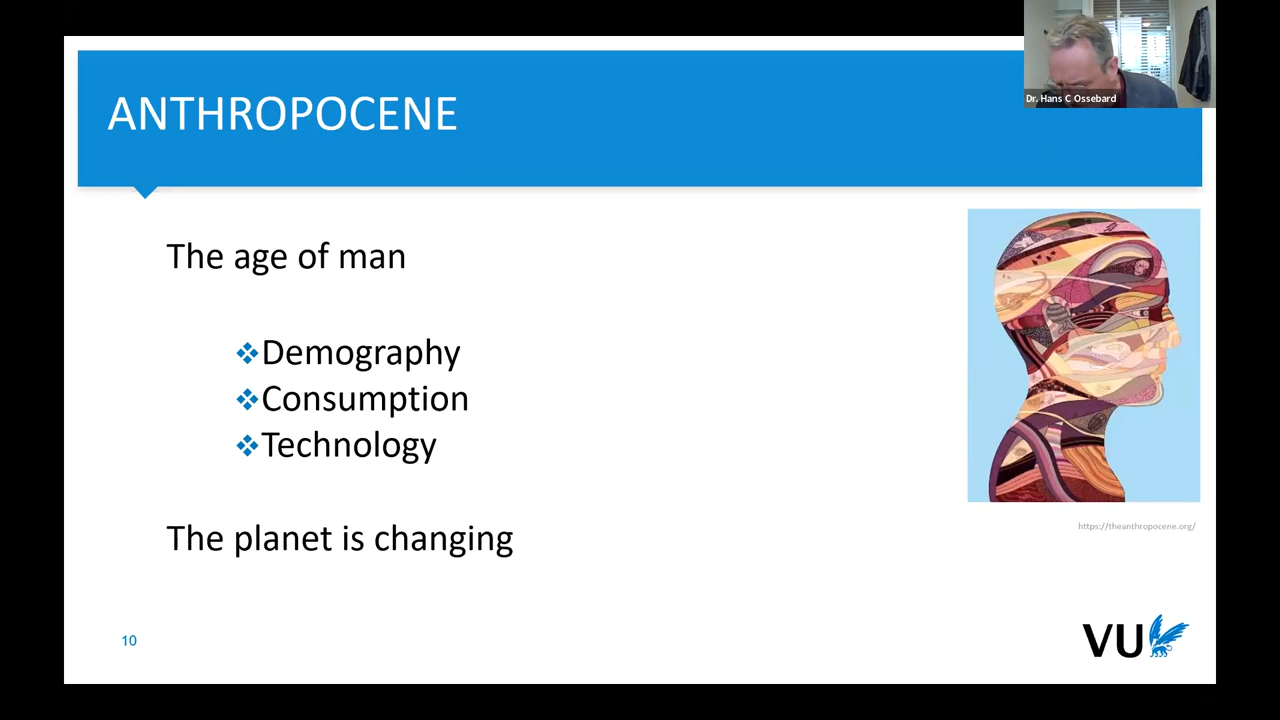 ANTHROPOCENE
Dr. Hans C Ossebard
The age of man
Demography
Consumption
Technology
The planet is changing
https://theanthropocene.org/
10
VU